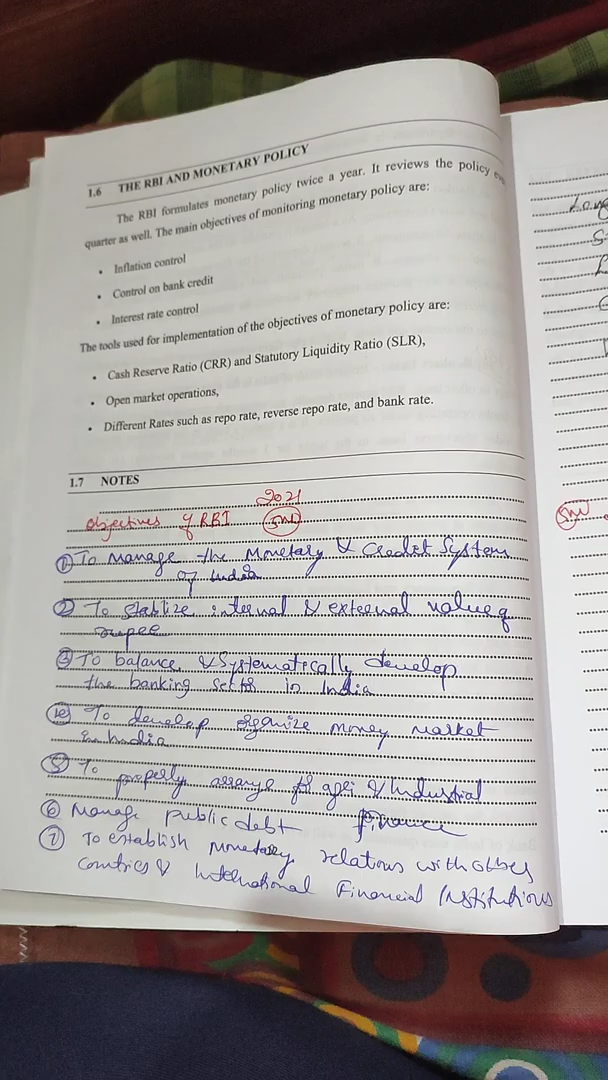 1.6 THE RBI AND MONETARY POLICY
The RBI formulates monetary policy twice a year. It reviews the policy
quarter as well. The main objectives of monitoring monetary policy are:
• Inflation control
• Control on bank credit
• Interest rate control
The tools used for implementation of the objectives of monetary policy are:
• Cash Reserve Ratio (CRR) and Statutory Liquidity Ratio (SLR),
• Open market operations,
• Different Rates such as repo rate, reverse repo rate, and bank rate.
1.7 NOTES
2021
Objectives of RBI 5M
① To manage the Monetary & Credit System
of India
② To stablize internal & external value of
rupee
③ To balance & Systematically develop
the banking sector in India
④ To develop organize money market
in India
⑤ To properly arrange for agri & Industrial
finance
⑥ Manage public debt
⑦ To establish monetary relations with other
countries & International Financial Institutions
5M